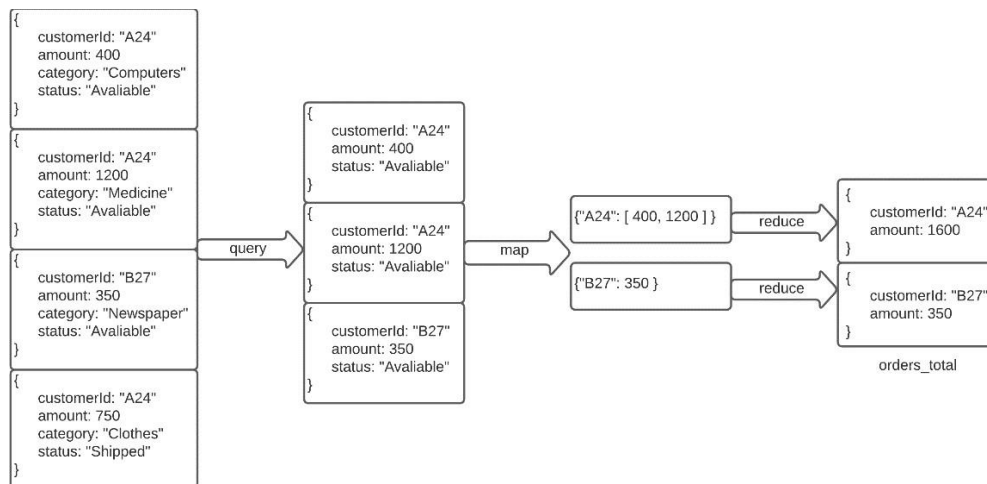 {
customerId: "A24"
amount: 400
category: "Computers"
status: "Avaliable"
}
{
customerId: "A24"
amount: 1200
category: "Medicine"
status: "Avaliable"
}
{
customerId: "B27"
amount: 350
category: "Newspaper"
status: "Avaliable"
}
{
customerId: "A24"
amount: 750
category: "Clothes"
status: "Shipped"
}
query
{
customerId: "A24"
amount: 400
status: "Avaliable"
}
{
customerId: "A24"
amount: 1200
status: "Avaliable"
}
{
customerId: "B27"
amount: 350
status: "Avaliable"
}
map
{"A24": [ 400, 1200 ] }
{"B27": 350 }
reduce
reduce
{
customerId: "A24"
amount: 1600
}
{
customerId: "B27"
amount: 350
}
orders_total